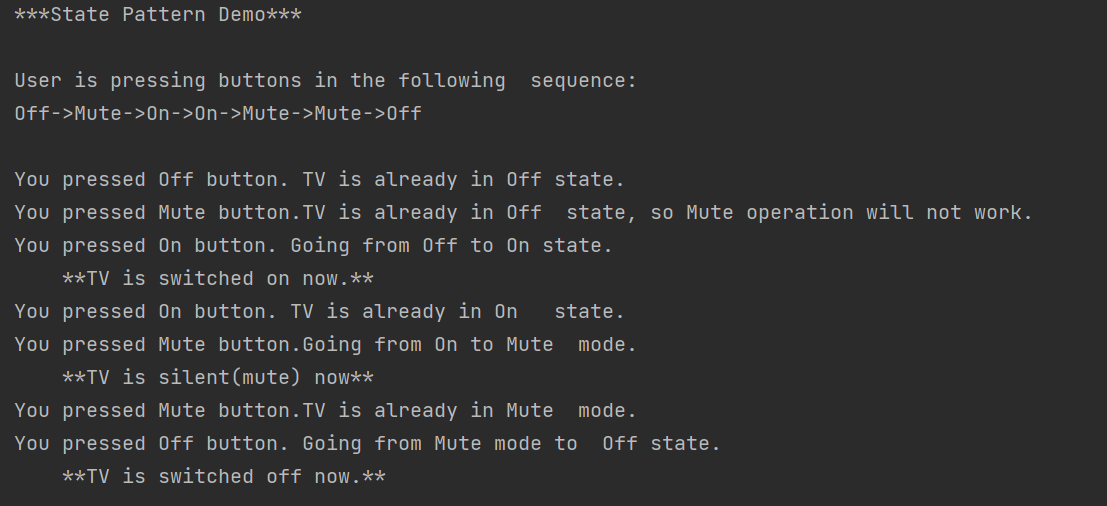 ***State Pattern Demo***
User is pressing buttons in the following  sequence:
Off->Mute->On->On->Mute->Mute->Off
You pressed Off button. TV is already in Off state.
You pressed Mute button.TV is already in Off  state, so Mute operation will not work.
You pressed On button. Going from Off to On state.
    **TV is switched on now.**
You pressed On button. TV is already in On   state.
You pressed Mute button.Going from On to Mute  mode.
    **TV is silent(mute) now**
You pressed Mute button.TV is already in Mute  mode.
You pressed Off button. Going from Mute mode to  Off state.
    **TV is switched off now.**